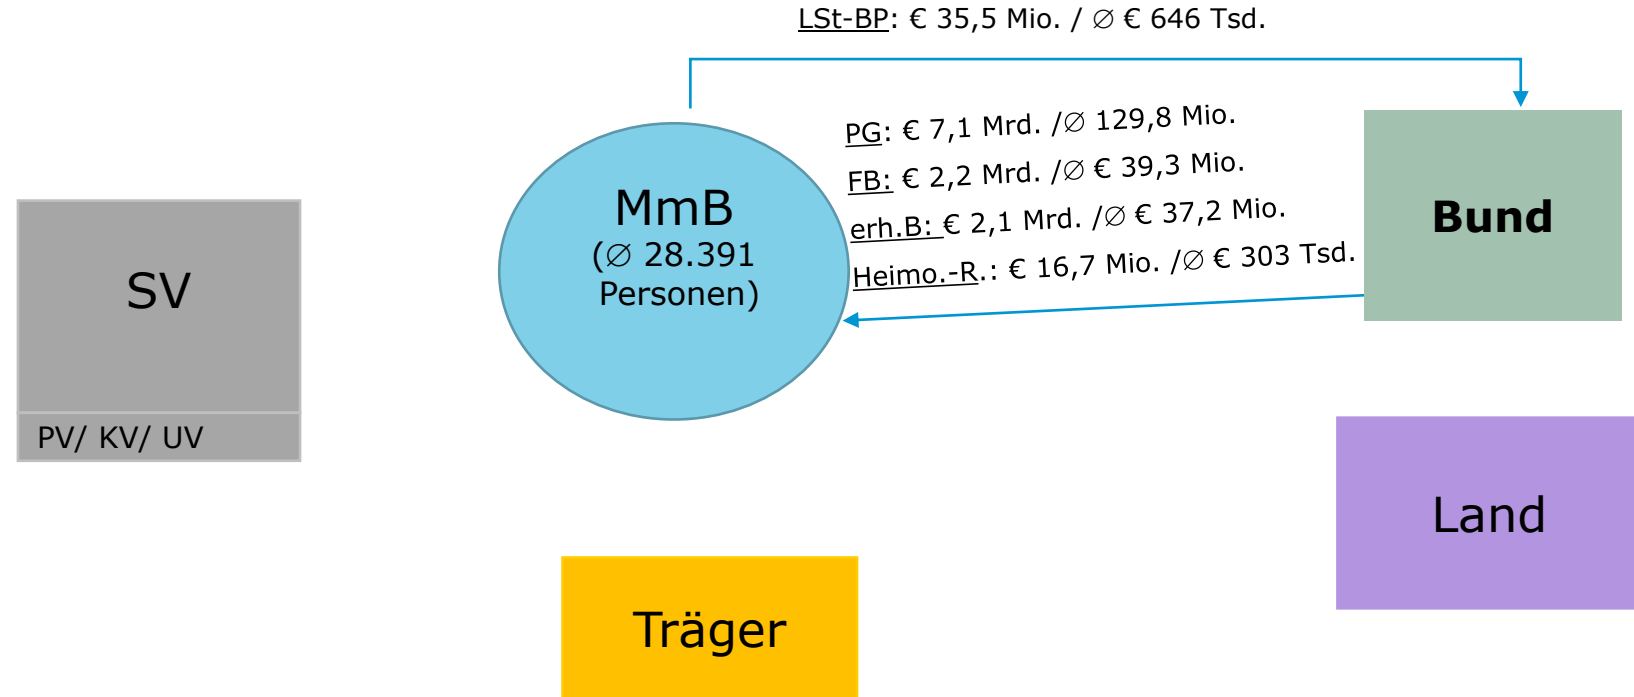 LSt-BP: € 35,5 Mio. / ∅ € 646 Tsd.
PG: € 7,1 Mrd. /∅ 129,8 Mio.
FB: € 2,2 Mrd. /∅ € 39,3 Mio.
erh.B: € 2,1 Mrd. /∅ € 37,2 Mio.
Heimo.-R.: € 16,7 Mio. /∅ € 303 Tsd.
MmB
(∅ 28.391
Personen)
Bund
SV
PV/ KV/ UV
Land
Träger